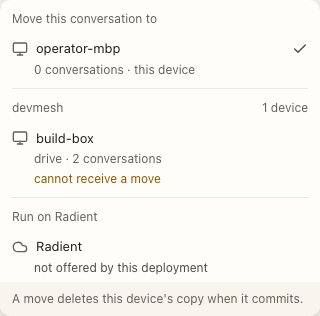 Move this conversation to
operator-mbp
0 conversations · this device
devmesh 1 device
build-box
drive · 2 conversations
cannot receive a move
Run on Radient
Radient
not offered by this deployment
A move deletes this device's copy when it commits.